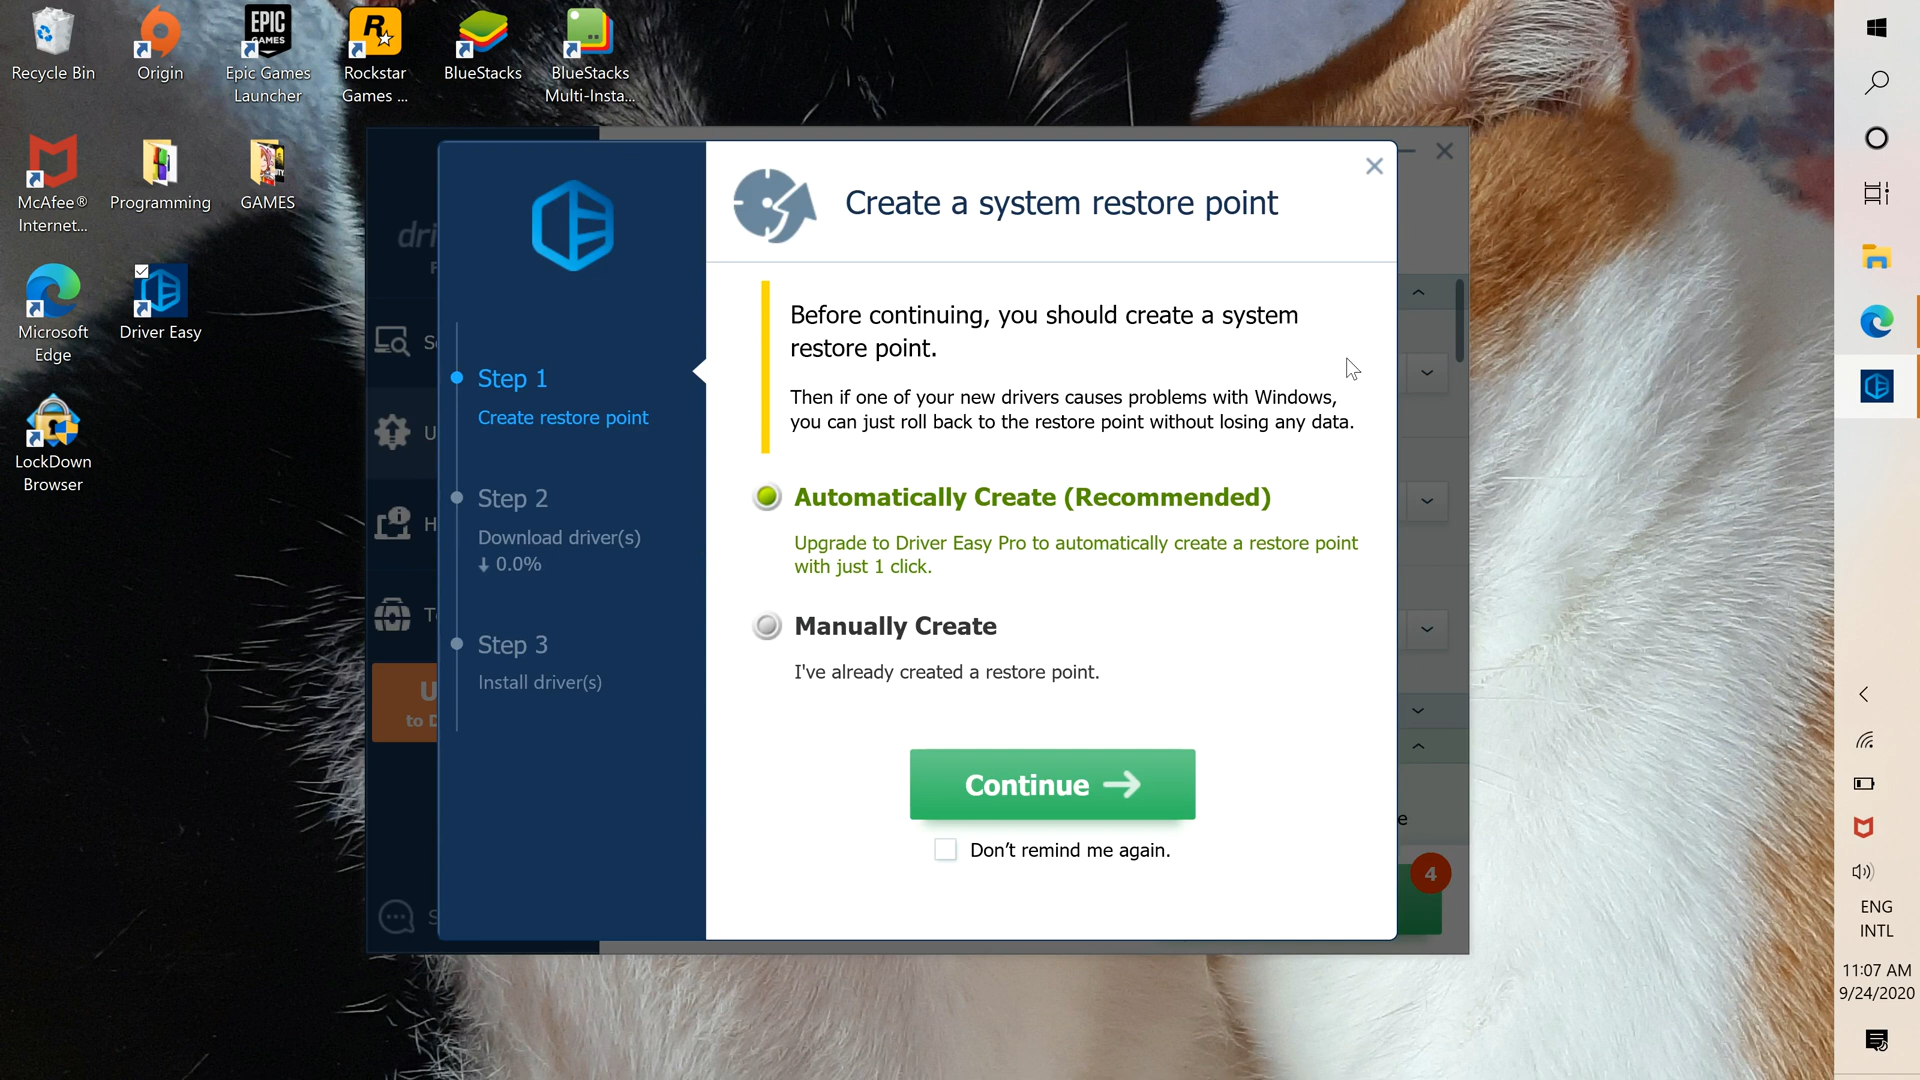 Recycle Bin
Origin
Epic Games
Launcher
Rockstar
Games ...
BlueStacks
BlueStacks
Multi-Insta...
EPIC
GAMES
McAfee®
Internet...
Programming
GAMES
Microsoft
Edge
Driver Easy
LockDown
Browser
Step 1
Create restore point
Step 2
Download driver(s)
0.0%
Step 3
Install driver(s)
Create a system restore point
Before continuing, you should create a system
restore point.
Then if one of your new drivers causes problems with Windows,
you can just roll back to the restore point without losing any data.
Automatically Create (Recommended)
Upgrade to Driver Easy Pro to automatically create a restore point
with just 1 click.
Manually Create
I've already created a restore point.
Continue
Don't remind me again.
4
ENG
INTL
11:07 AM
9/24/2020